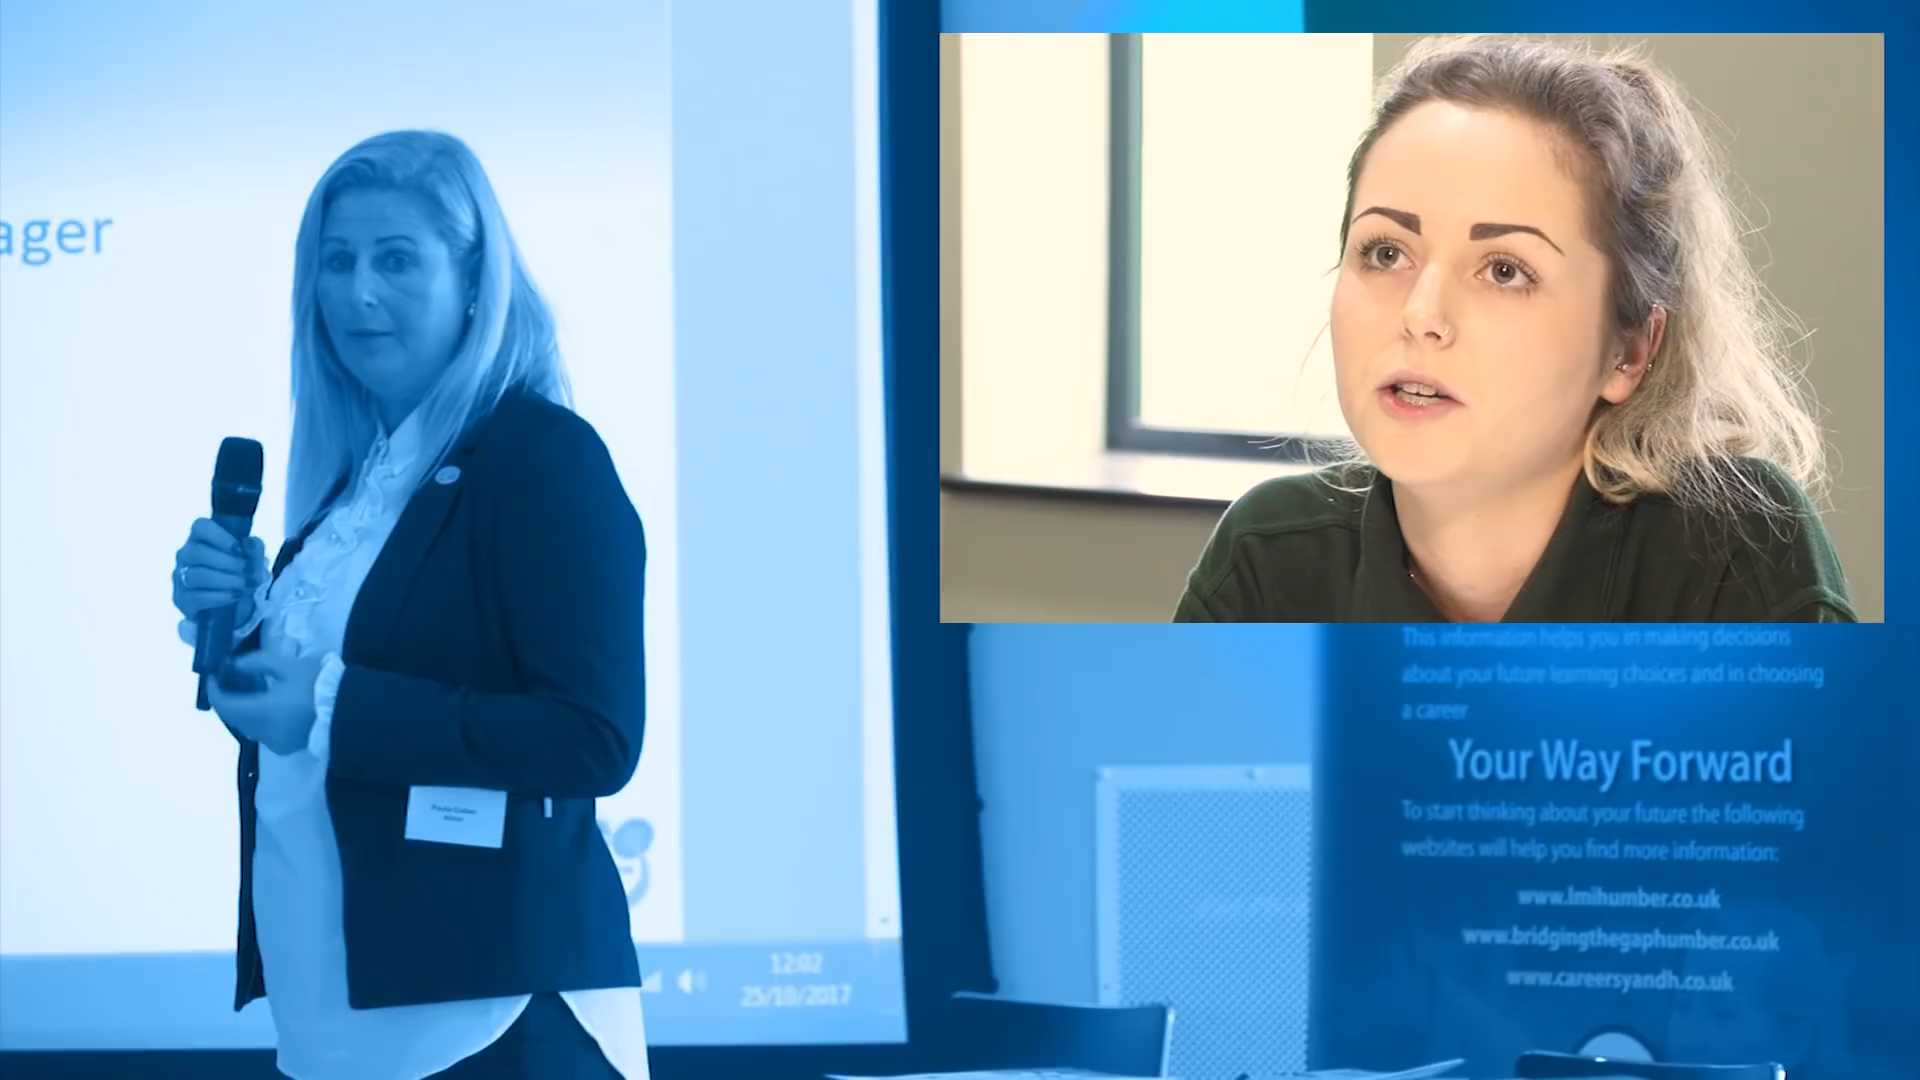 ager
This information helps you in making decisions
about your future learning choices and in choosing
a career
Your Way Forward
To start thinking about your future the following
websites will help you find more information:
www.lmihumber.co.uk
www.bridgingthegaphumber.co.uk
www.careersyandh.co.uk
12:02
25/10/2017